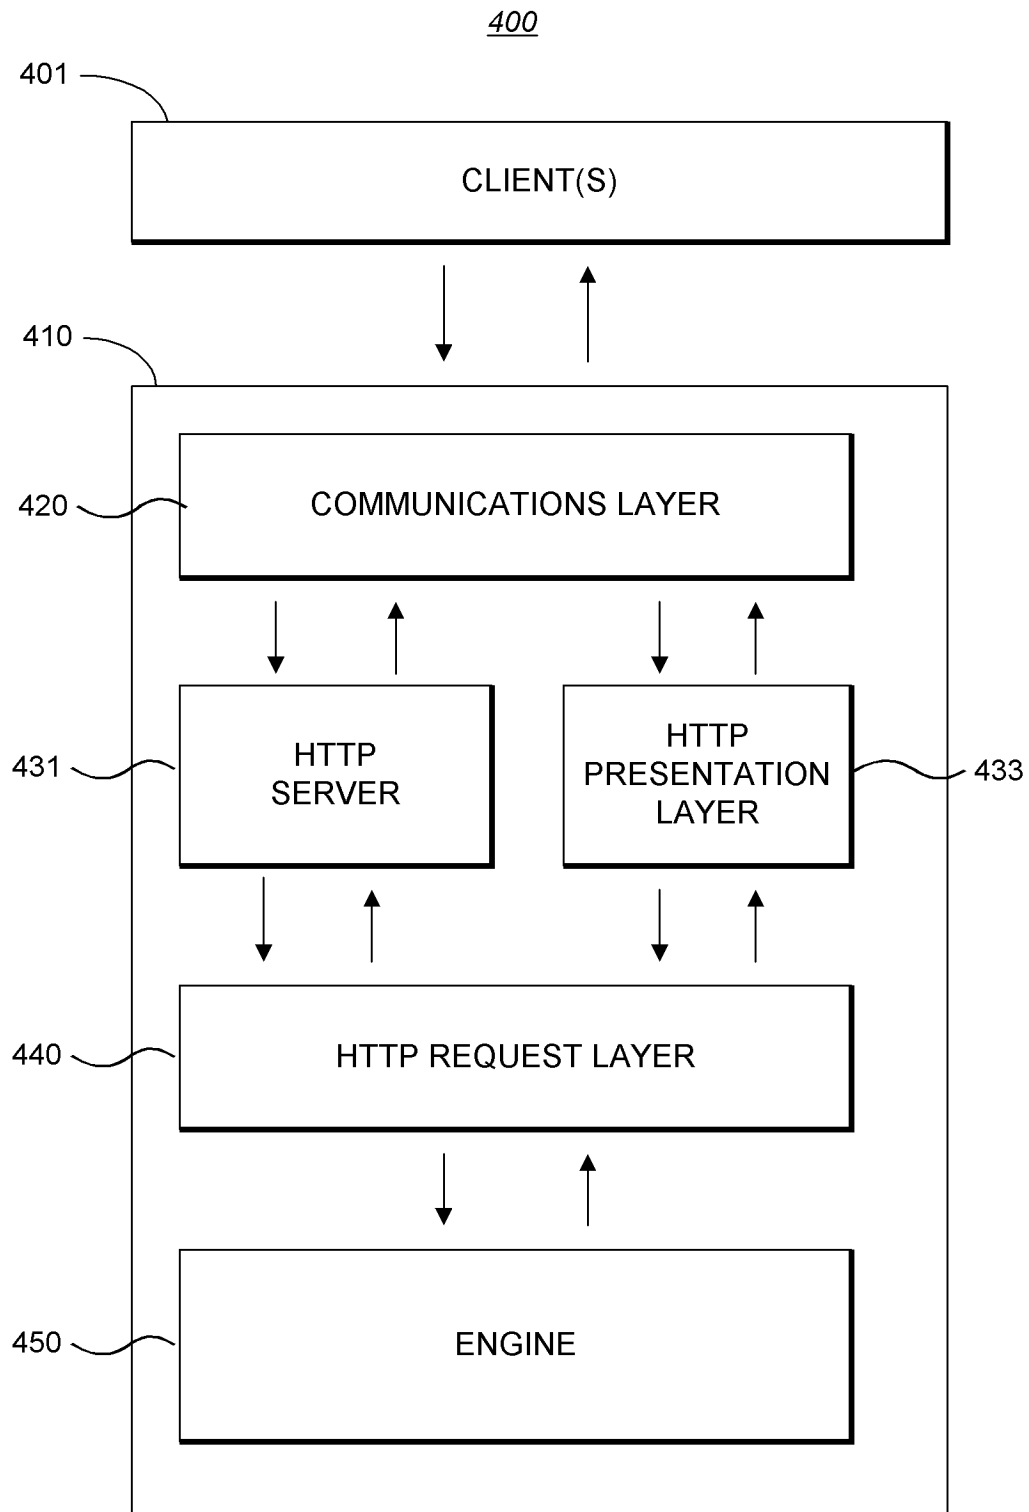 400
401
CLIENT(S)
410
420
COMMUNICATIONS LAYER
431
HTTP
SERVER
HTTP
PRESENTATION
LAYER
433
440
HTTP REQUEST LAYER
450
ENGINE